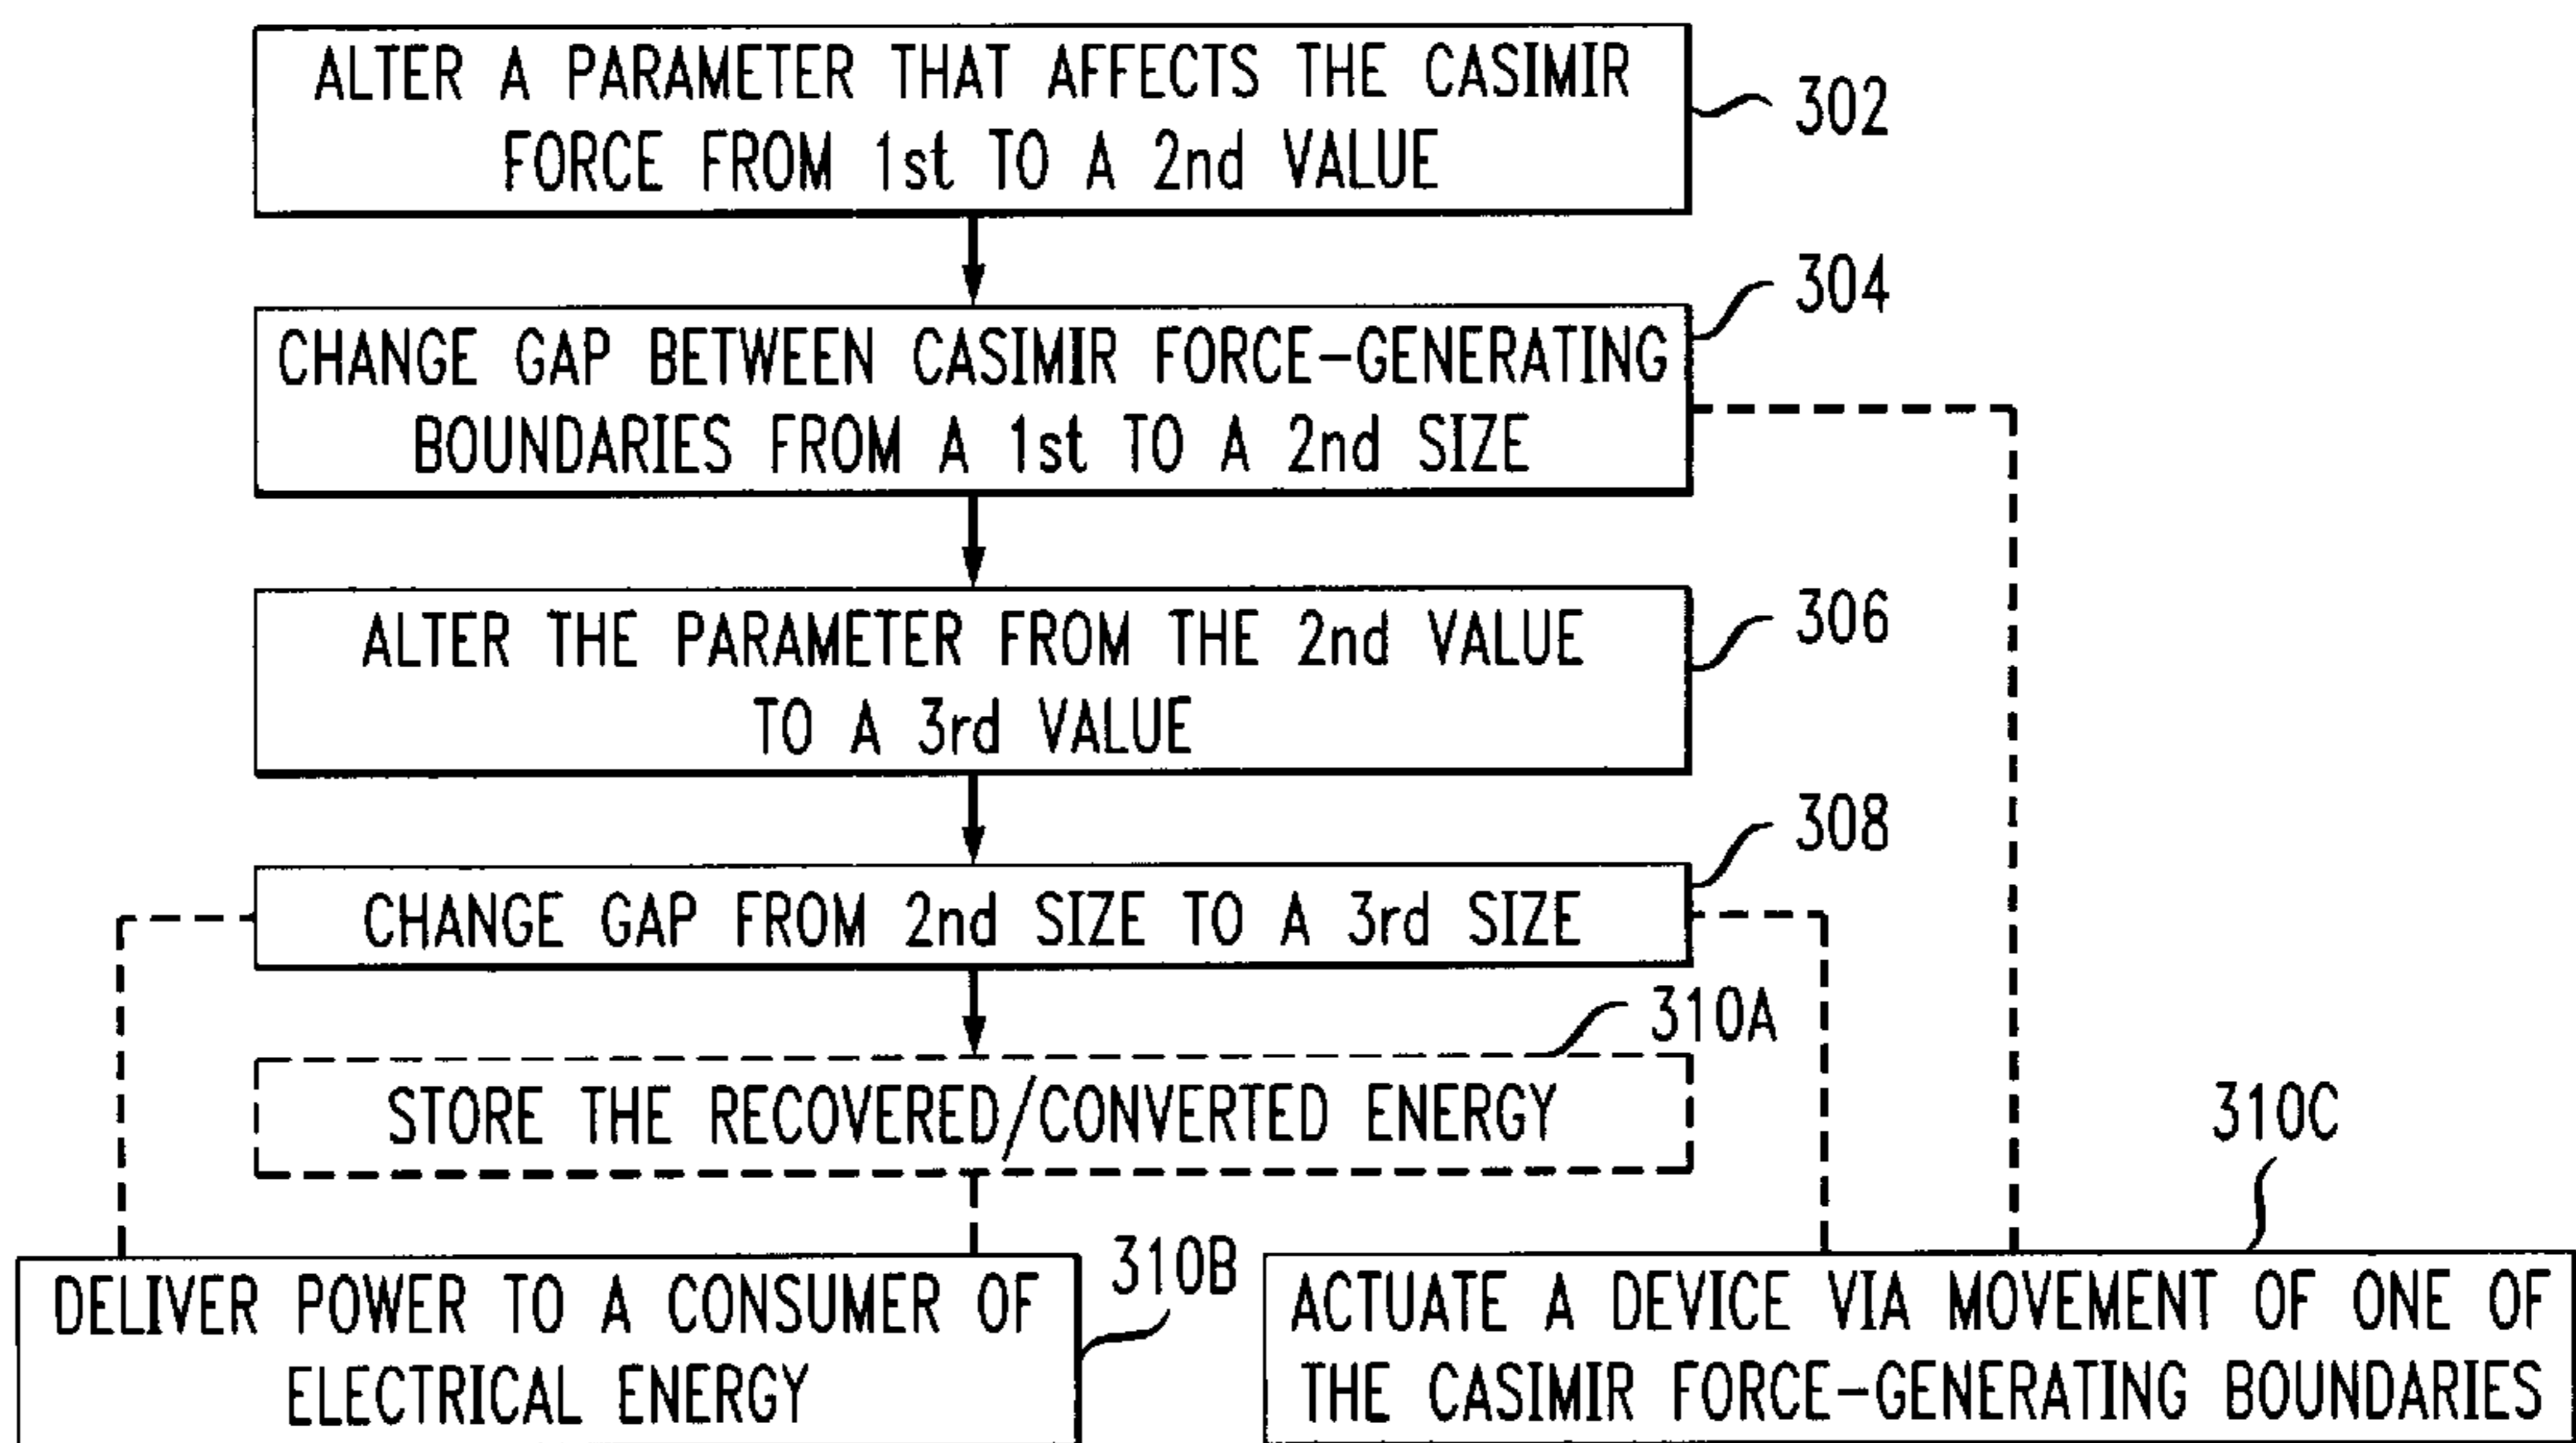 ALTER A PARAMETER THAT AFFECTS THE CASIMIR
FORCE FROM 1st TO A 2nd VALUE
302
CHANGE GAP BETWEEN CASIMIR FORCE-GENERATING
BOUNDARIES FROM A 1st TO A 2nd SIZE
304
ALTER THE PARAMETER FROM THE 2nd VALUE
TO A 3rd VALUE
306
CHANGE GAP FROM 2nd SIZE TO A 3rd SIZE
308
STORE THE RECOVERED/CONVERTED ENERGY
310A
DELIVER POWER TO A CONSUMER OF
ELECTRICAL ENERGY
310B
ACTUATE A DEVICE VIA MOVEMENT OF ONE OF
THE CASIMIR FORCE-GENERATING BOUNDARIES
310C